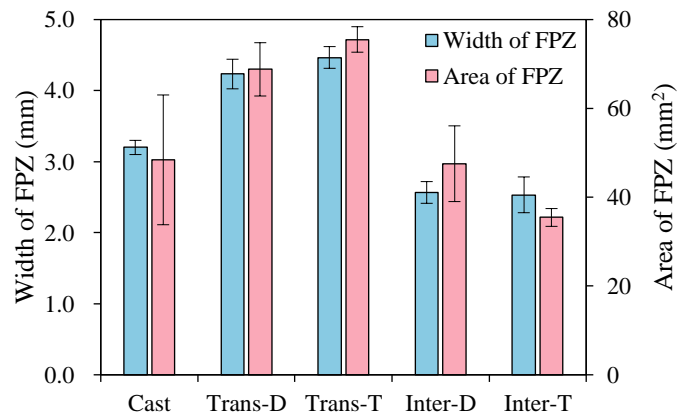 5.0
4.0
3.0
2.0
1.0
0.0
Width of FPZ (mm)
80
60
40
20
0
Area of FPZ (mm²)
Width of FPZ
Area of FPZ
Cast Trans-D Trans-T Inter-D Inter-T